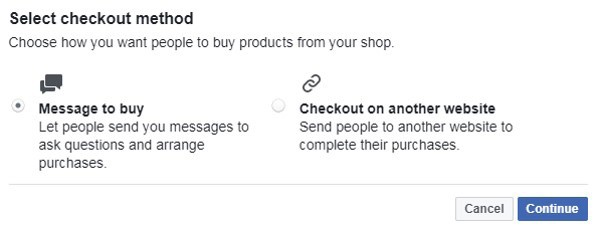 Select checkout method
Choose how you want people to buy products from your shop.
Message to buy
Let people send you messages to
ask questions and arrange
purchases.
Checkout on another website
Send people to another website to
complete their purchases.
Cancel
Continue